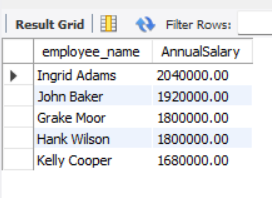 Result Grid Filter Rows:
employee_name AnnualSalary
Ingrid Adams 2040000.00
John Baker 1920000.00
Grake Moor 1800000.00
Hank Wilson 1800000.00
Kelly Cooper 1680000.00